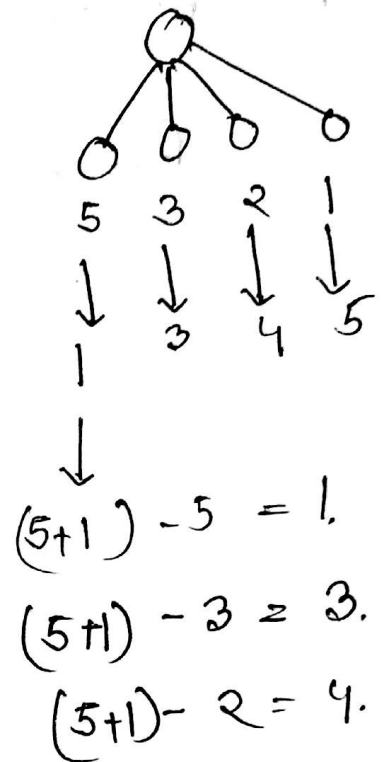 5 3 2 1
1 3 4 5
(5+1) - 5 = 1.
(5+1) - 3 = 3.
(5+1) - 2 = 4.